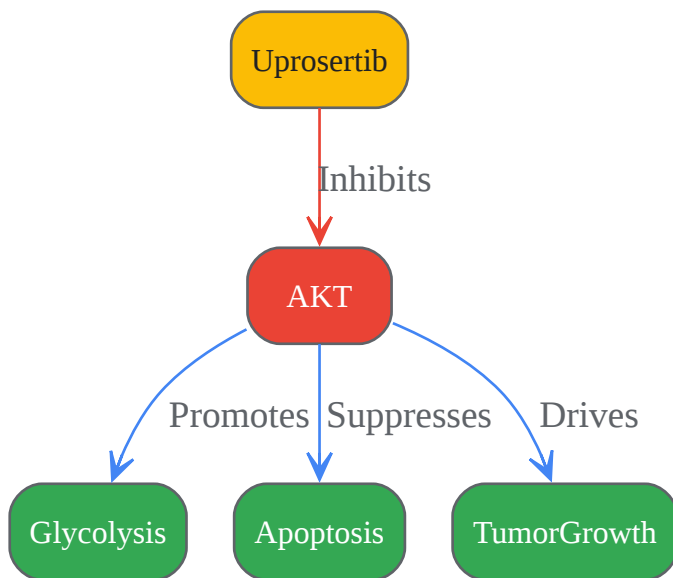 Uprosertib
Inhibits
AKT
Promotes
Suppresses
Drives
Glycolysis
Apoptosis
TumorGrowth